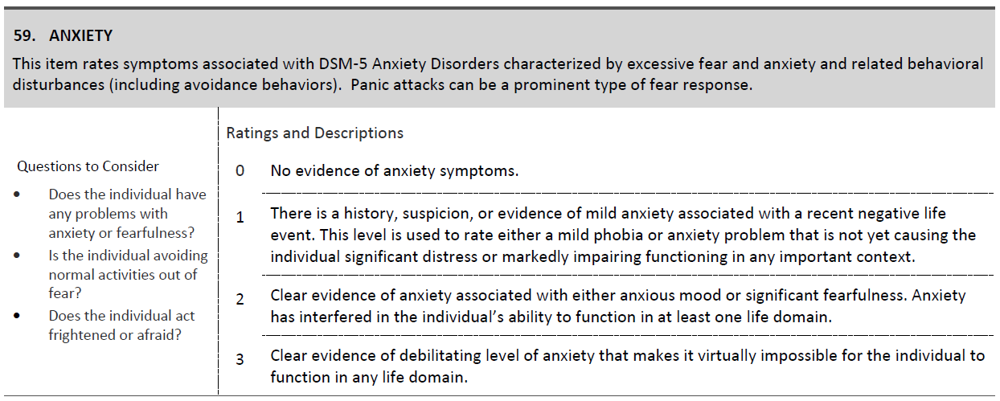 59. ANXIETY
This item rates symptoms associated with DSM-5 Anxiety Disorders characterized by excessive fear and anxiety and related behavioral
disturbances (including avoidance behaviors). Panic attacks can be a prominent type of fear response.
Questions to Consider
• Does the individual have
any problems with
anxiety or fearfulness?
• Is the individual avoiding
normal activities out of
fear?
• Does the individual act
frightened or afraid?
Ratings and Descriptions
0 No evidence of anxiety symptoms.
1 There is a history, suspicion, or evidence of mild anxiety associated with a recent negative life
event. This level is used to rate either a mild phobia or anxiety problem that is not yet causing the
individual significant distress or markedly impairing functioning in any important context.
2 Clear evidence of anxiety associated with either anxious mood or significant fearfulness. Anxiety
has interfered in the individual’s ability to function in at least one life domain.
3 Clear evidence of debilitating level of anxiety that makes it virtually impossible for the individual to
function in any life domain.